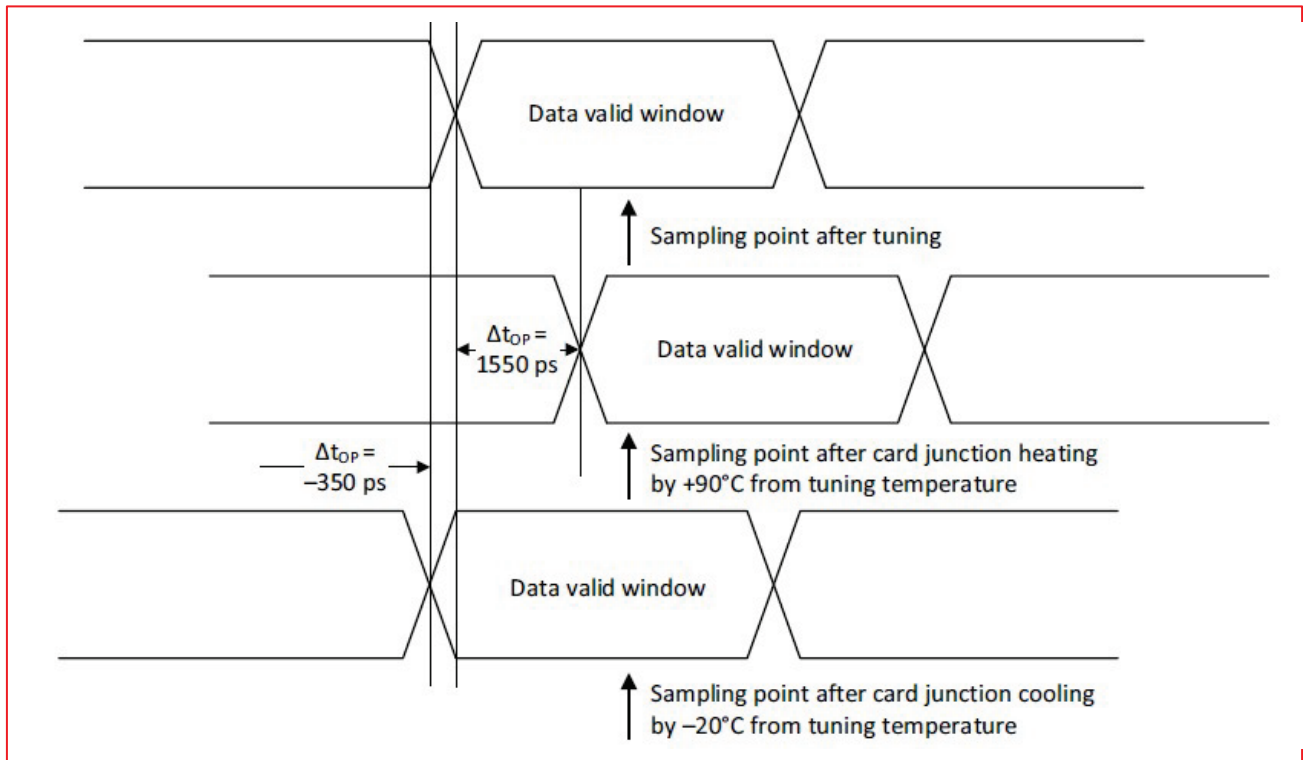 Data valid window
Sampling point after tuning
Δt_OP =
1550 ps
Data valid window
Δt_OP =
−350 ps
Sampling point after card junction heating
by +90°C from tuning temperature
Data valid window
Sampling point after card junction cooling
by −20°C from tuning temperature